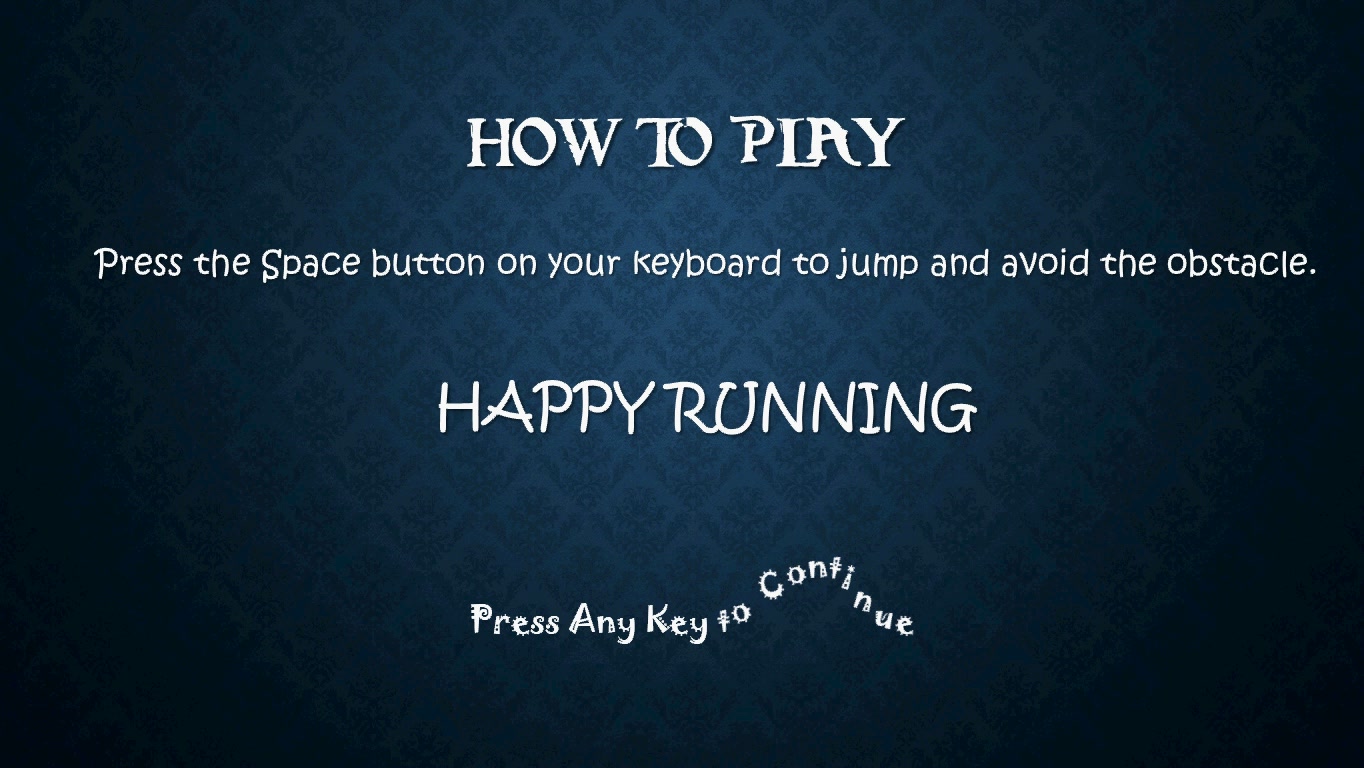 HOW TO PLAY
Press the Space button on your keyboard to jump and avoid the obstacle.
HAPPY RUNNING
Press Any Key to Continue